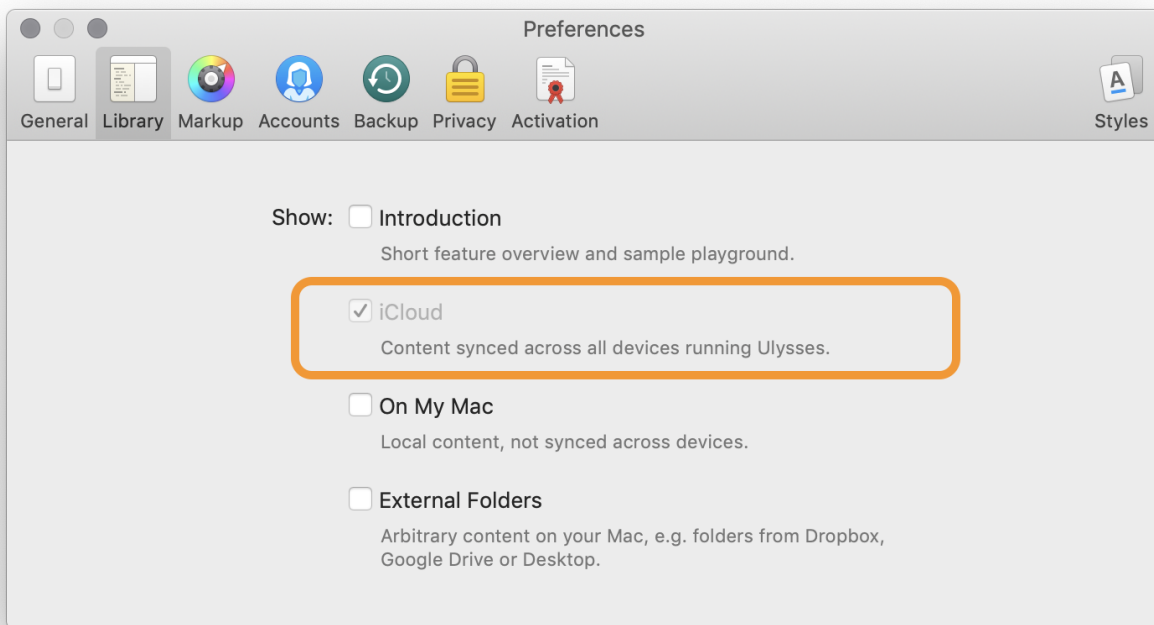 Preferences
General Library Markup Accounts Backup Privacy Activation Styles
Show: Introduction
Short feature overview and sample playground.
iCloud
Content synced across all devices running Ulysses.
On My Mac
Local content, not synced across devices.
External Folders
Arbitrary content on your Mac, e.g. folders from Dropbox,
Google Drive or Desktop.